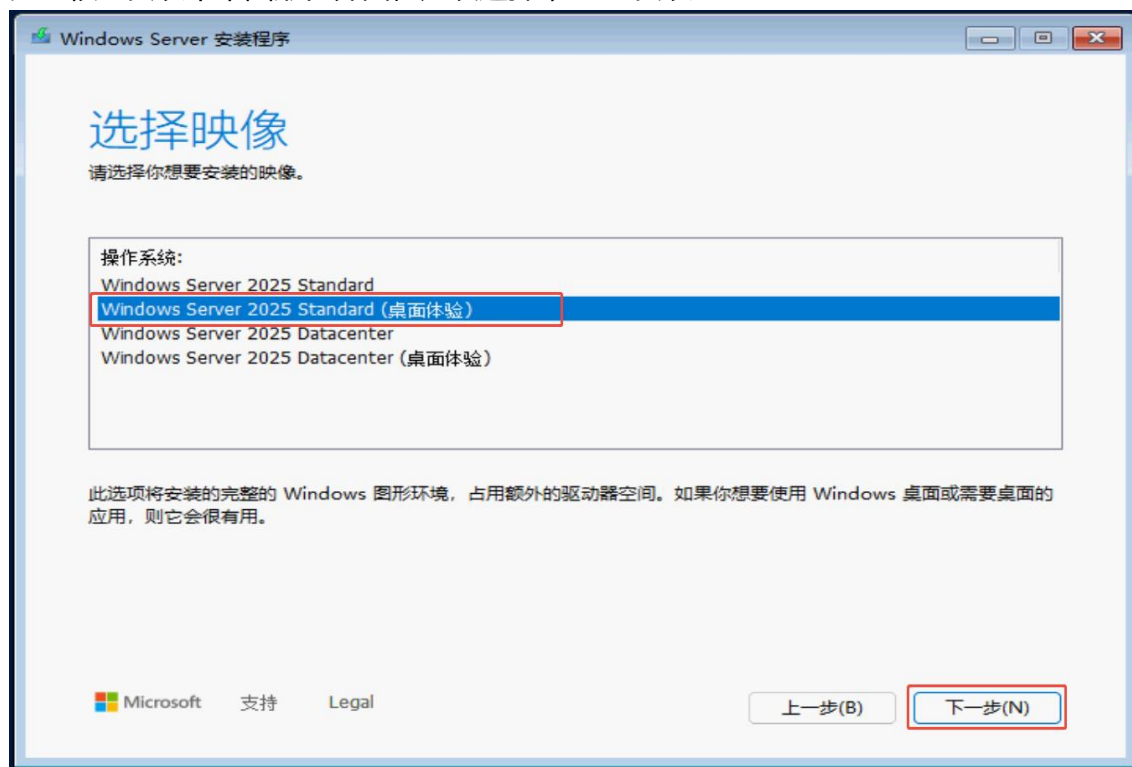 Windows Server 安装程序
选择映像
请选择你想要安装的映像。
操作系统:
Windows Server 2025 Standard
Windows Server 2025 Standard (桌面体验)
Windows Server 2025 Datacenter
Windows Server 2025 Datacenter (桌面体验)
此选项将安装的完整的 Windows 图形环境，占用额外的驱动器空间。如果你想要使用 Windows 桌面或需要桌面的
应用，则它会很有用。
Microsoft 支持 Legal
上一步(B) 下一步(N)